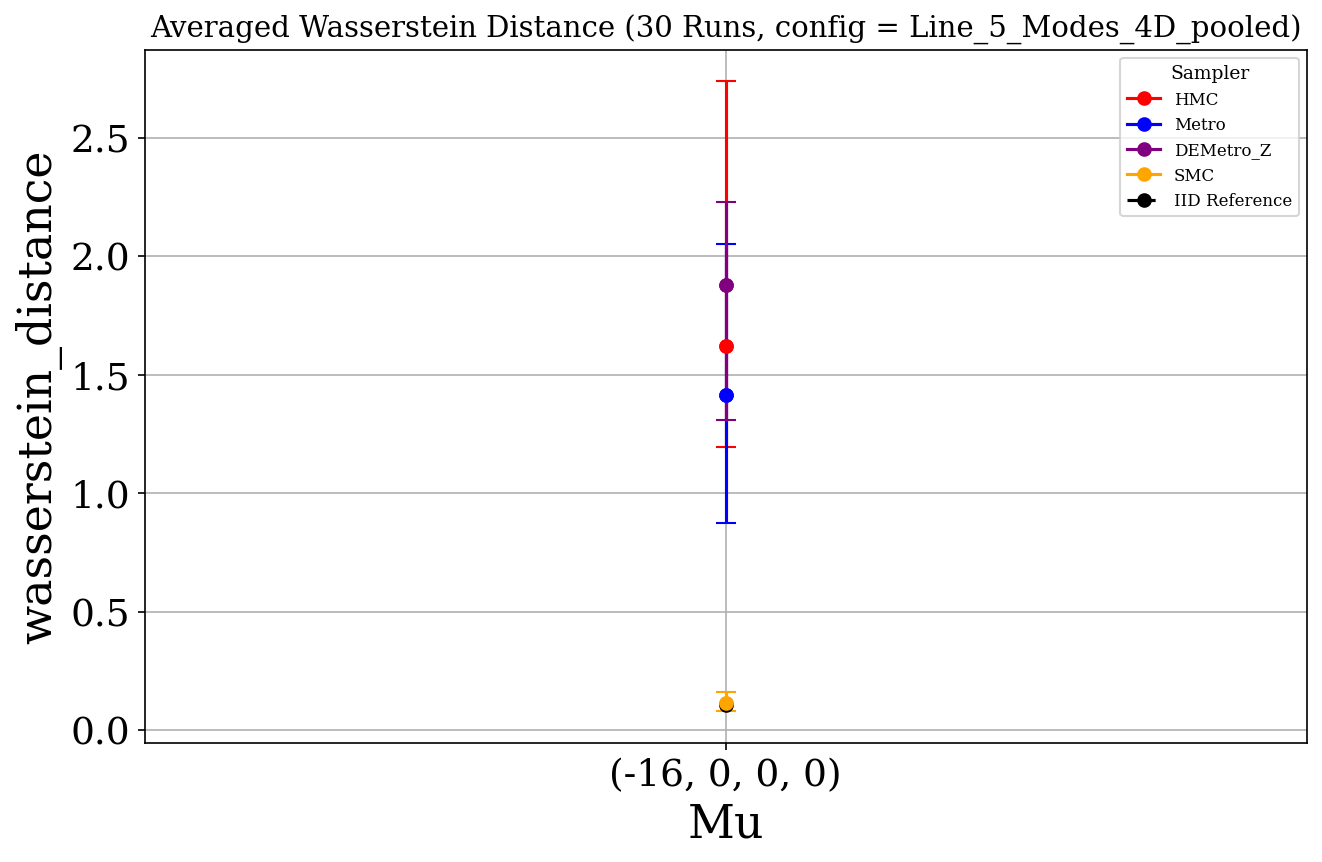 Averaged Wasserstein Distance (30 Runs, config = Line_5_Modes_4D_pooled)
Sampler
HMC
Metro
DEMetro_Z
SMC
IID Reference
wasserstein_distance
2.5
2.0
1.5
1.0
0.5
0.0
(-16, 0, 0, 0)
Mu